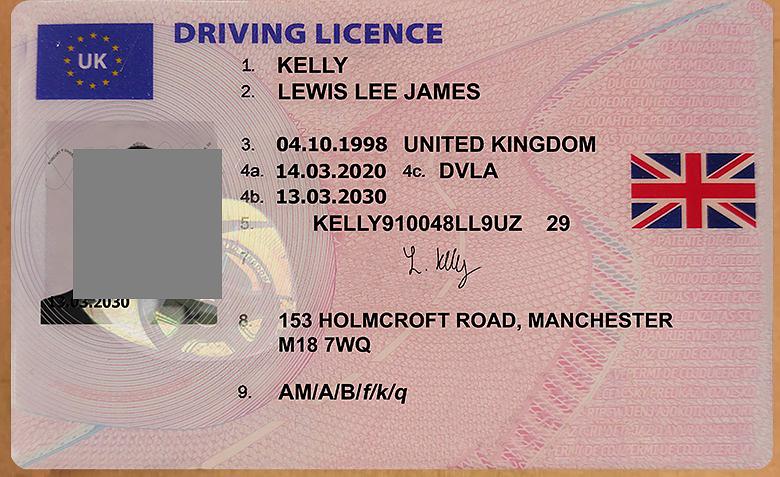 DRIVING LICENCE
UK
1. KELLY
2. LEWIS LEE JAMES
3. 04.10.1998 UNITED KINGDOM
4a. 14.03.2020 4c. DVLA
4b. 13.03.2030
5. KELLY910048LL9UZ 29
L. Kelly
.03.2030
8. 153 HOLMCROFT ROAD, MANCHESTER
M18 7WQ
9. AM/A/B/f/k/q